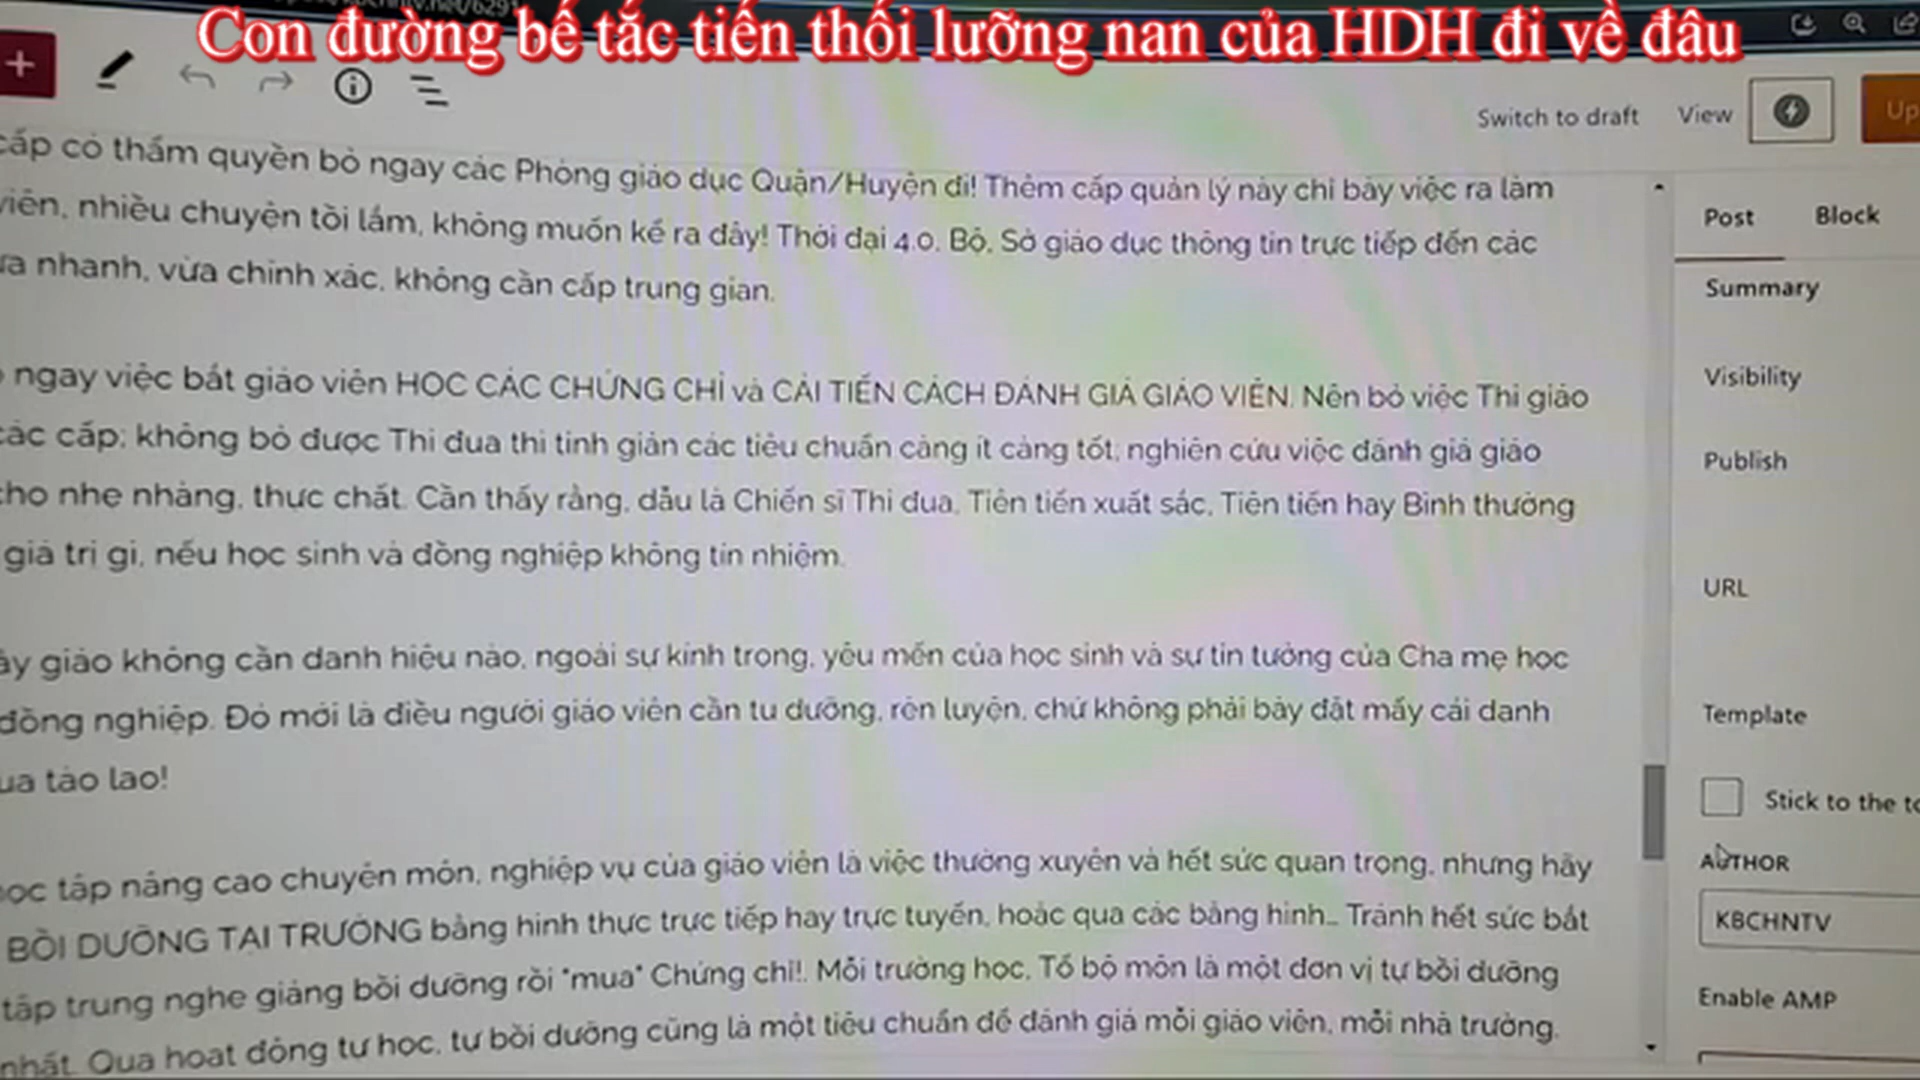 Con đường bế tắc tiến thối lưỡng nan của HDH đi về đâu
Switch to draft View Up
cấp có thẩm quyền bỏ ngay các Phòng giáo dục Quận/Huyện đi! Thêm cấp quản lý này chỉ bày việc ra làm
viên, nhiều chuyện tồi lắm, không muốn kể ra đây! Thời đại 4.0, Bộ, Sở giáo dục thông tin trực tiếp đến các
nhanh, vừa chính xác, không cần cấp trung gian.
ngay việc bắt giáo viên HỌC CÁC CHỨNG CHỈ và CẢI TIẾN CÁCH ĐÁNH GIÁ GIÁO VIÊN. Nên bỏ việc Thi giáo
các cấp; không bỏ được Thi đua thì tinh giản các tiêu chuẩn càng ít càng tốt; nghiên cứu việc đánh giá giáo
cho nhẹ nhàng, thực chất. Cần thấy rằng, dẫu là Chiến sĩ Thi đua, Tiên tiến xuất sắc, Tiên tiến hay Bình thường
giá trị gì, nếu học sinh và đồng nghiệp không tín nhiệm.
giáo không cần danh hiệu nào, ngoài sự kính trọng, yêu mến của học sinh và sự tin tưởng của Cha mẹ học
đồng nghiệp. Đó mới là điều người giáo viên cần tu dưỡng, rèn luyện, chứ không phải bày đặt mấy cái danh
tào lao!
học tập nâng cao chuyên môn, nghiệp vụ của giáo viên là việc thường xuyên và hết sức quan trọng, nhưng hãy
BỒI DƯỠNG TẠI TRƯỜNG bằng hình thức trực tiếp hay trực tuyến, hoặc qua các băng hình... Tránh hết sức bắt
tập trung nghe giảng bồi dưỡng rồi "mua" Chứng chỉ!. Mỗi trường học, Tổ bộ môn là một đơn vị tự bồi dưỡng
nhất. Qua hoạt động tự học, tự bồi dưỡng cũng là một tiêu chuẩn để đánh giá mỗi giáo viên, mỗi nhà trường.
Post Block
Summary
Visibility
Publish
URL
Template
Stick to the
AUTHOR
KBCHNTV
Enable AMP